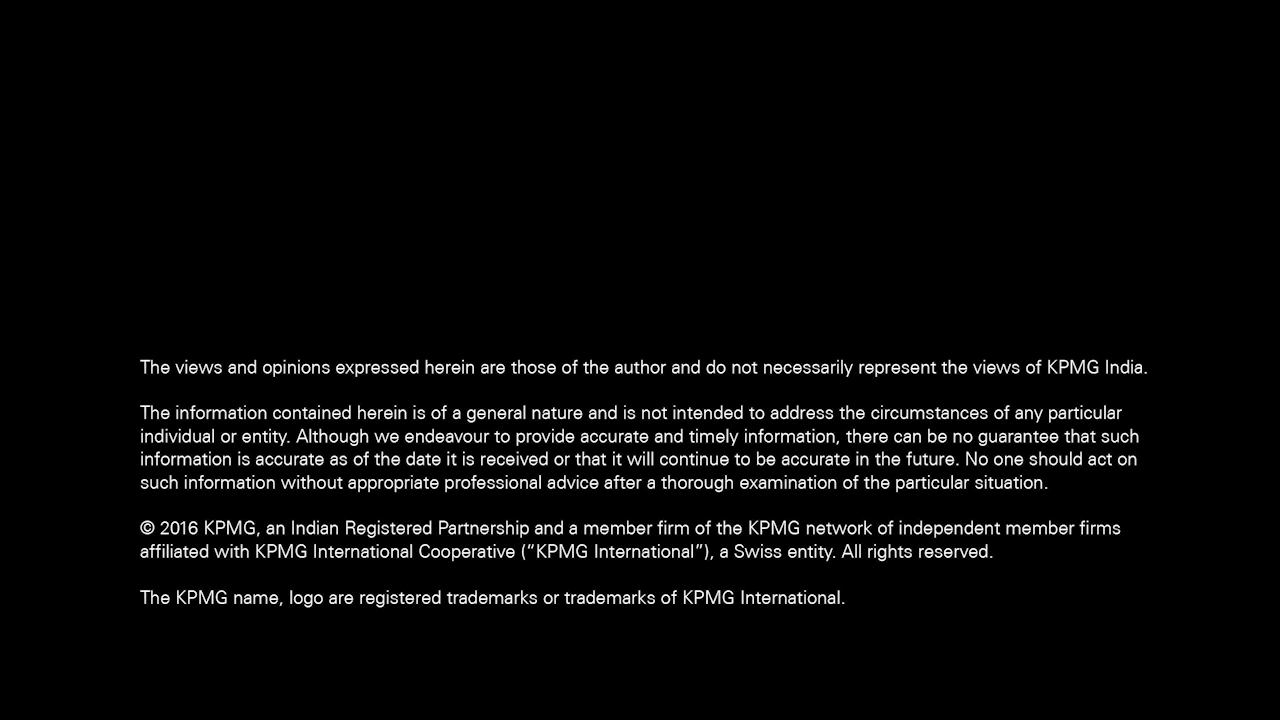 The views and opinions expressed herein are those of the author and do not necessarily represent the views of KPMG India.
The information contained herein is of a general nature and is not intended to address the circumstances of any particular
individual or entity. Although we endeavour to provide accurate and timely information, there can be no guarantee that such
information is accurate as of the date it is received or that it will continue to be accurate in the future. No one should act on
such information without appropriate professional advice after a thorough examination of the particular situation.
© 2016 KPMG, an Indian Registered Partnership and a member firm of the KPMG network of independent member firms
affiliated with KPMG International Cooperative (“KPMG International”), a Swiss entity. All rights reserved.
The KPMG name, logo are registered trademarks or trademarks of KPMG International.